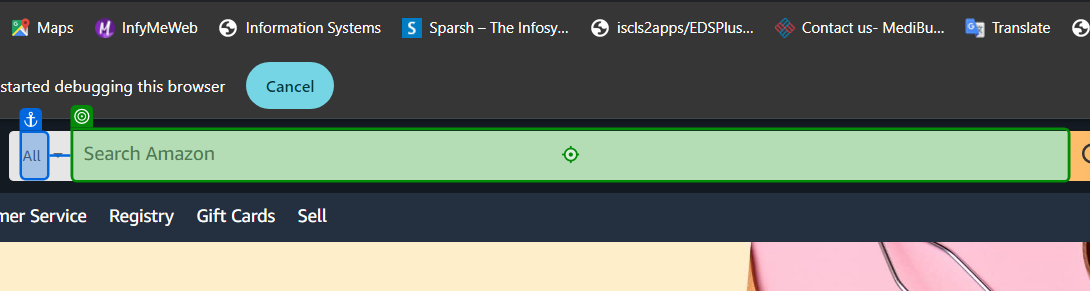 Maps InfyMeWeb Information Systems Sparsh – The Infosy... iscls2apps/EDSPlus... Contact us- MediBu... Translate
started debugging this browser Cancel
All Search Amazon
mer Service Registry Gift Cards Sell